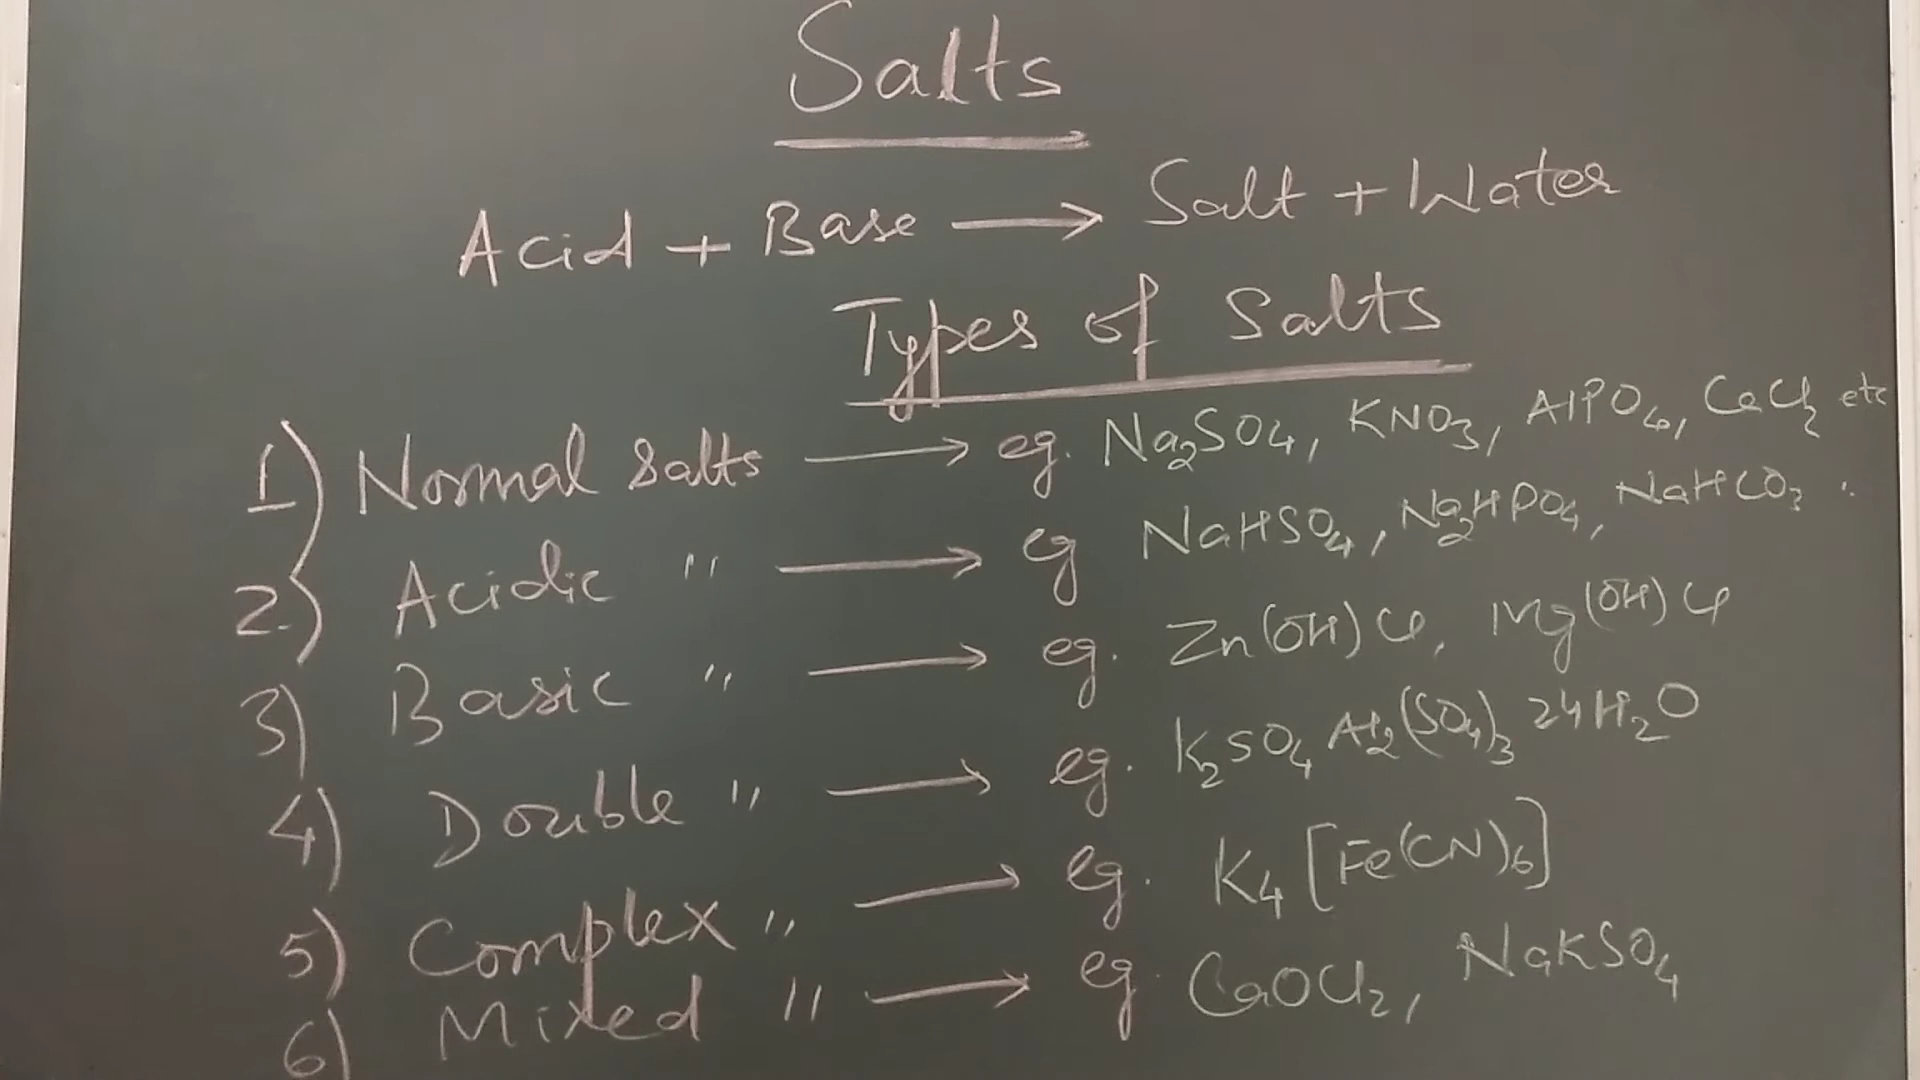 Salts
Acid + Base → Salt + Water
Types of Salts
1) Normal Salts → eg. Na₂SO₄, KNO₃, AlPO₄, CaCl₂ etc
2.) Acidic " → eg NaHSO₄, Na₂HPO₄, NaHCO₃ ..
3) Basic " → eg. Zn(OH)Cl, Mg(OH)Cl
4) Double " → eg. K₂SO₄ Al₂(SO₄)₃ 24H₂O
5) Complex " → eg. K₄[Fe(CN)₆]
6) Mixed " → eg. CaOCl₂, NaKSO₄